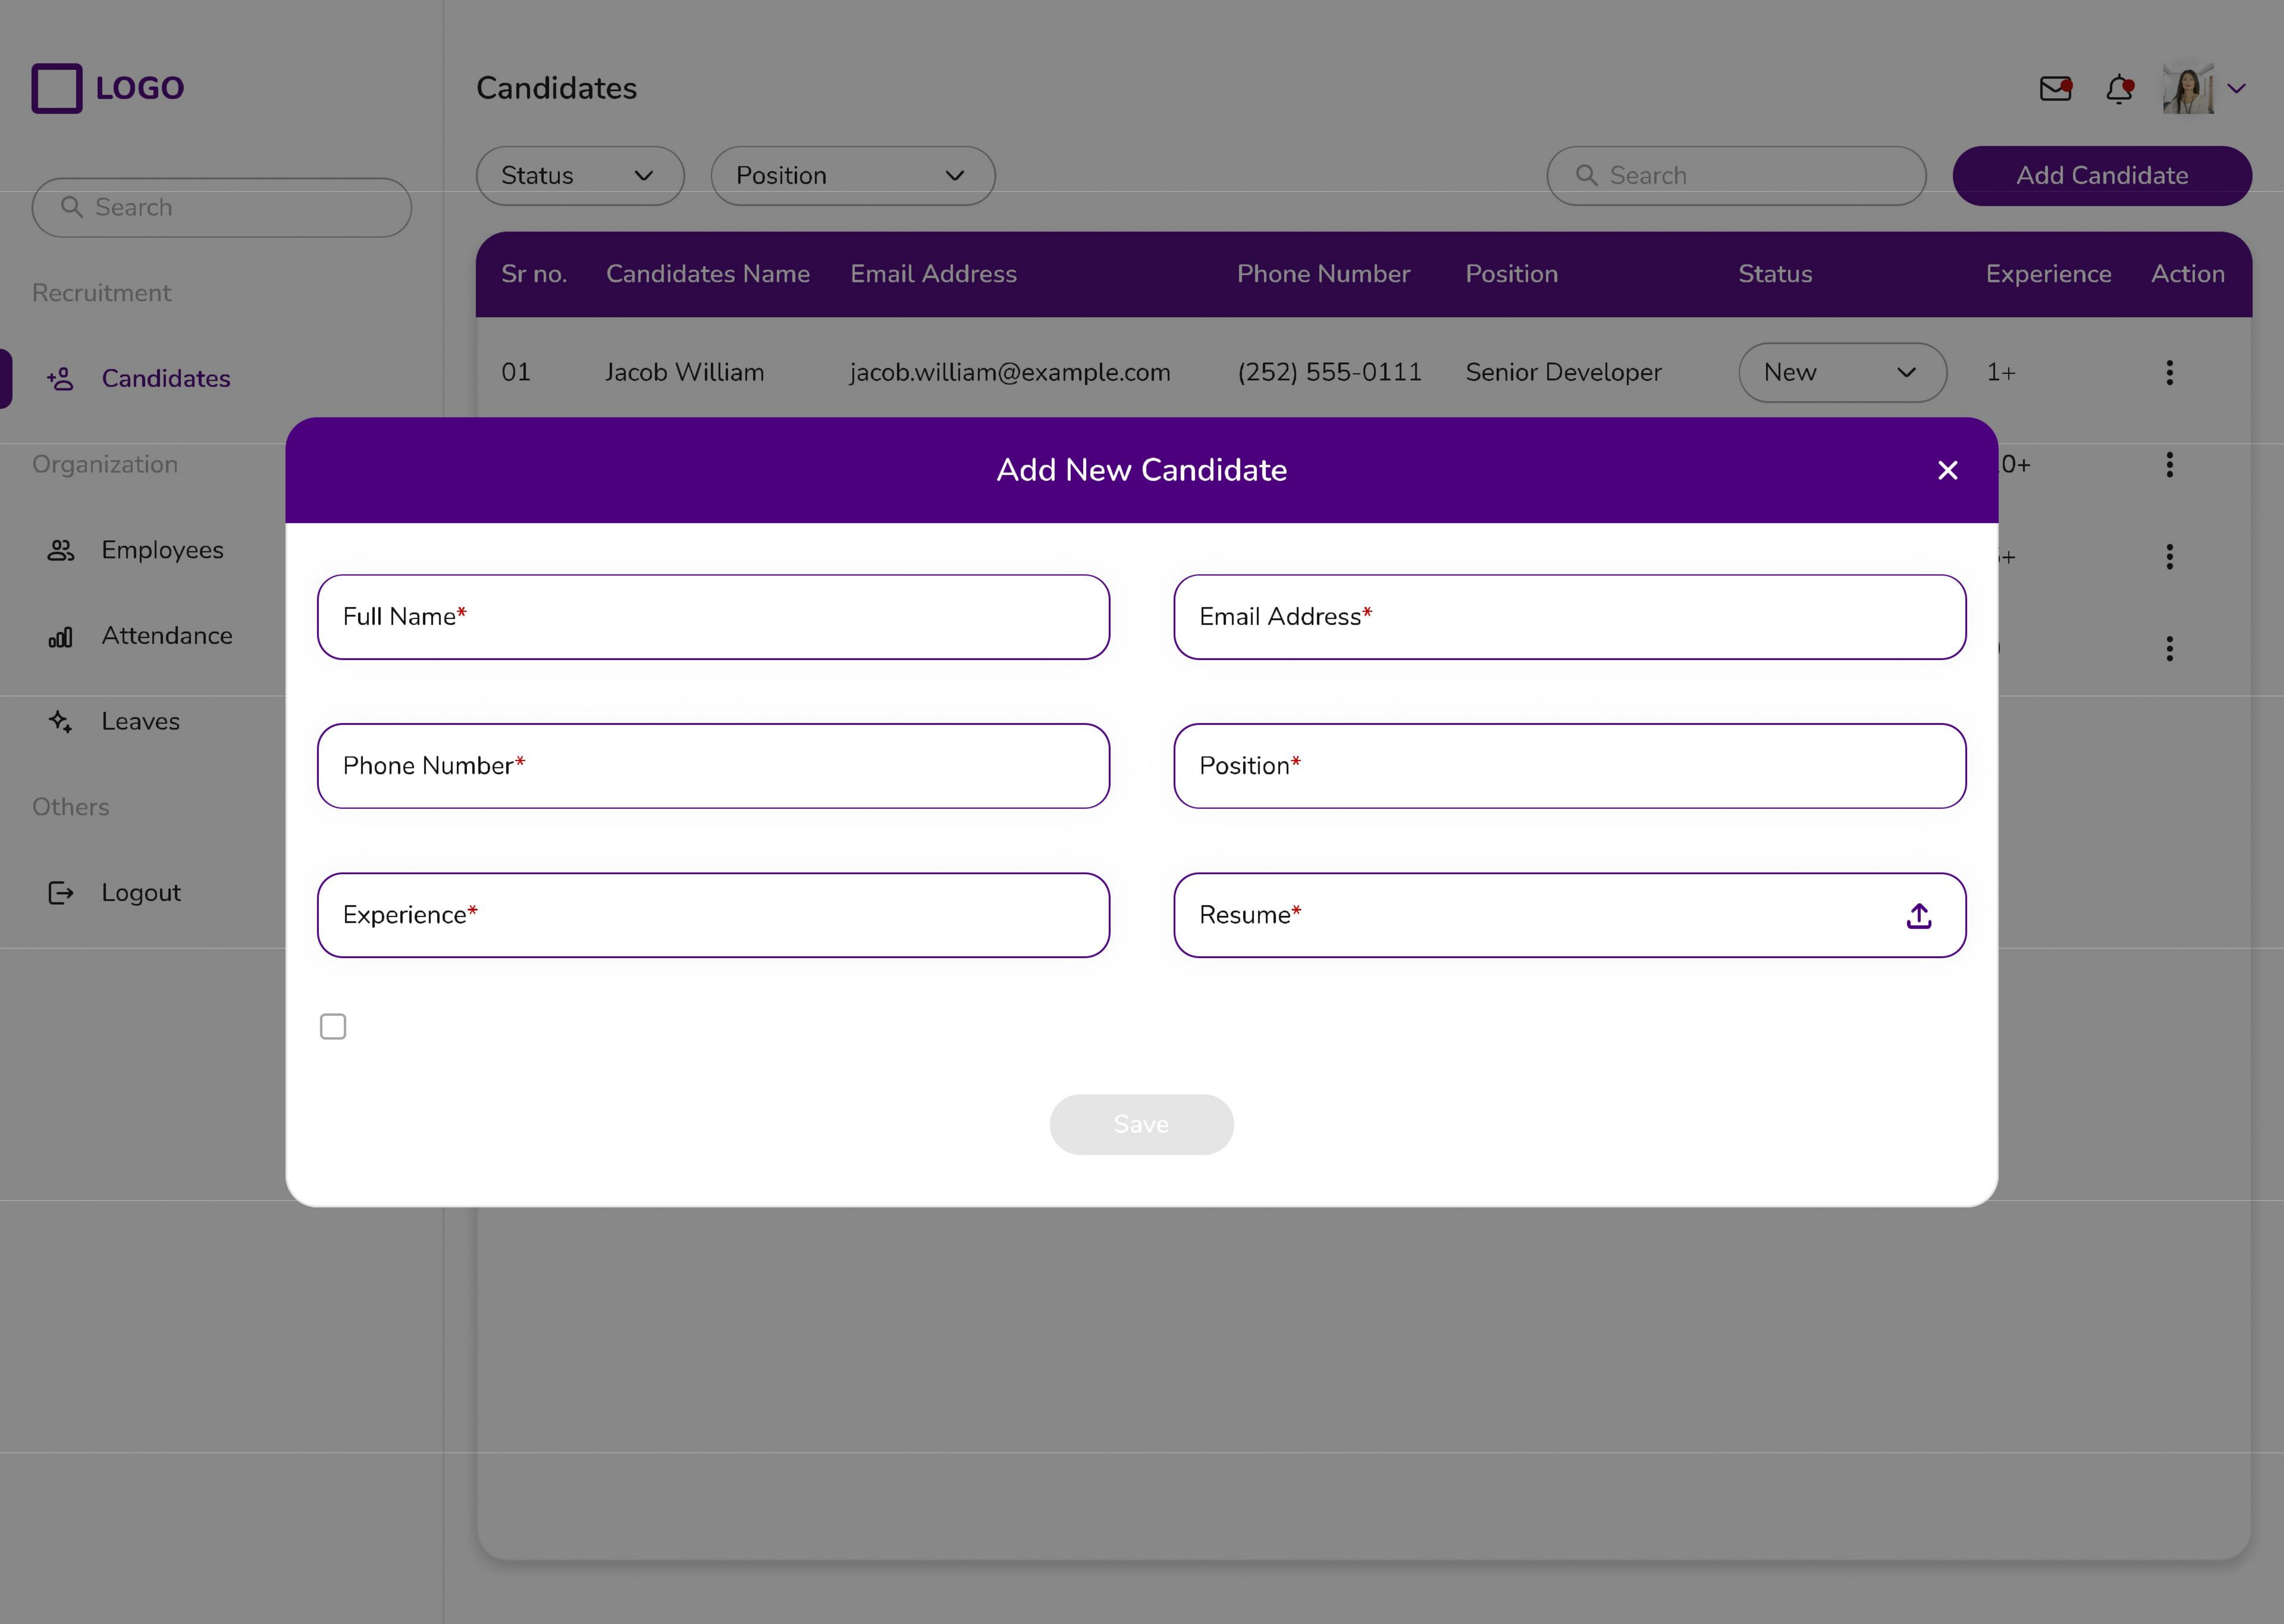 LOGO
Candidates
Status
Position
Search
Add Candidate
Search
Recruitment
Candidates
Organization
Employees
Attendance
Leaves
Others
Logout
Sr no. Candidates Name Email Address Phone Number Position Status Experience Action
01 Jacob William jacob.william@example.com (252) 555-0111 Senior Developer New 1+
Add New Candidate
Full Name*
Email Address*
Phone Number*
Position*
Experience*
Resume*
Save